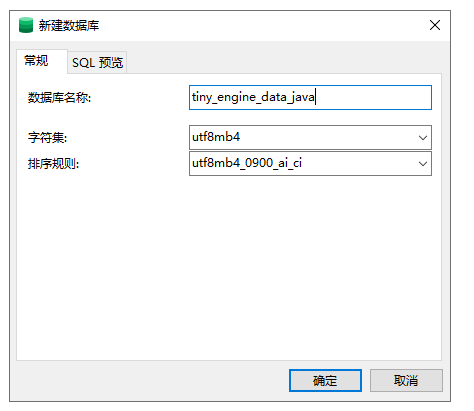 新建数据库
常规 SQL 预览
数据库名称: tiny_engine_data_java
字符集: utf8mb4
排序规则: utf8mb4_0900_ai_ci
确定 取消